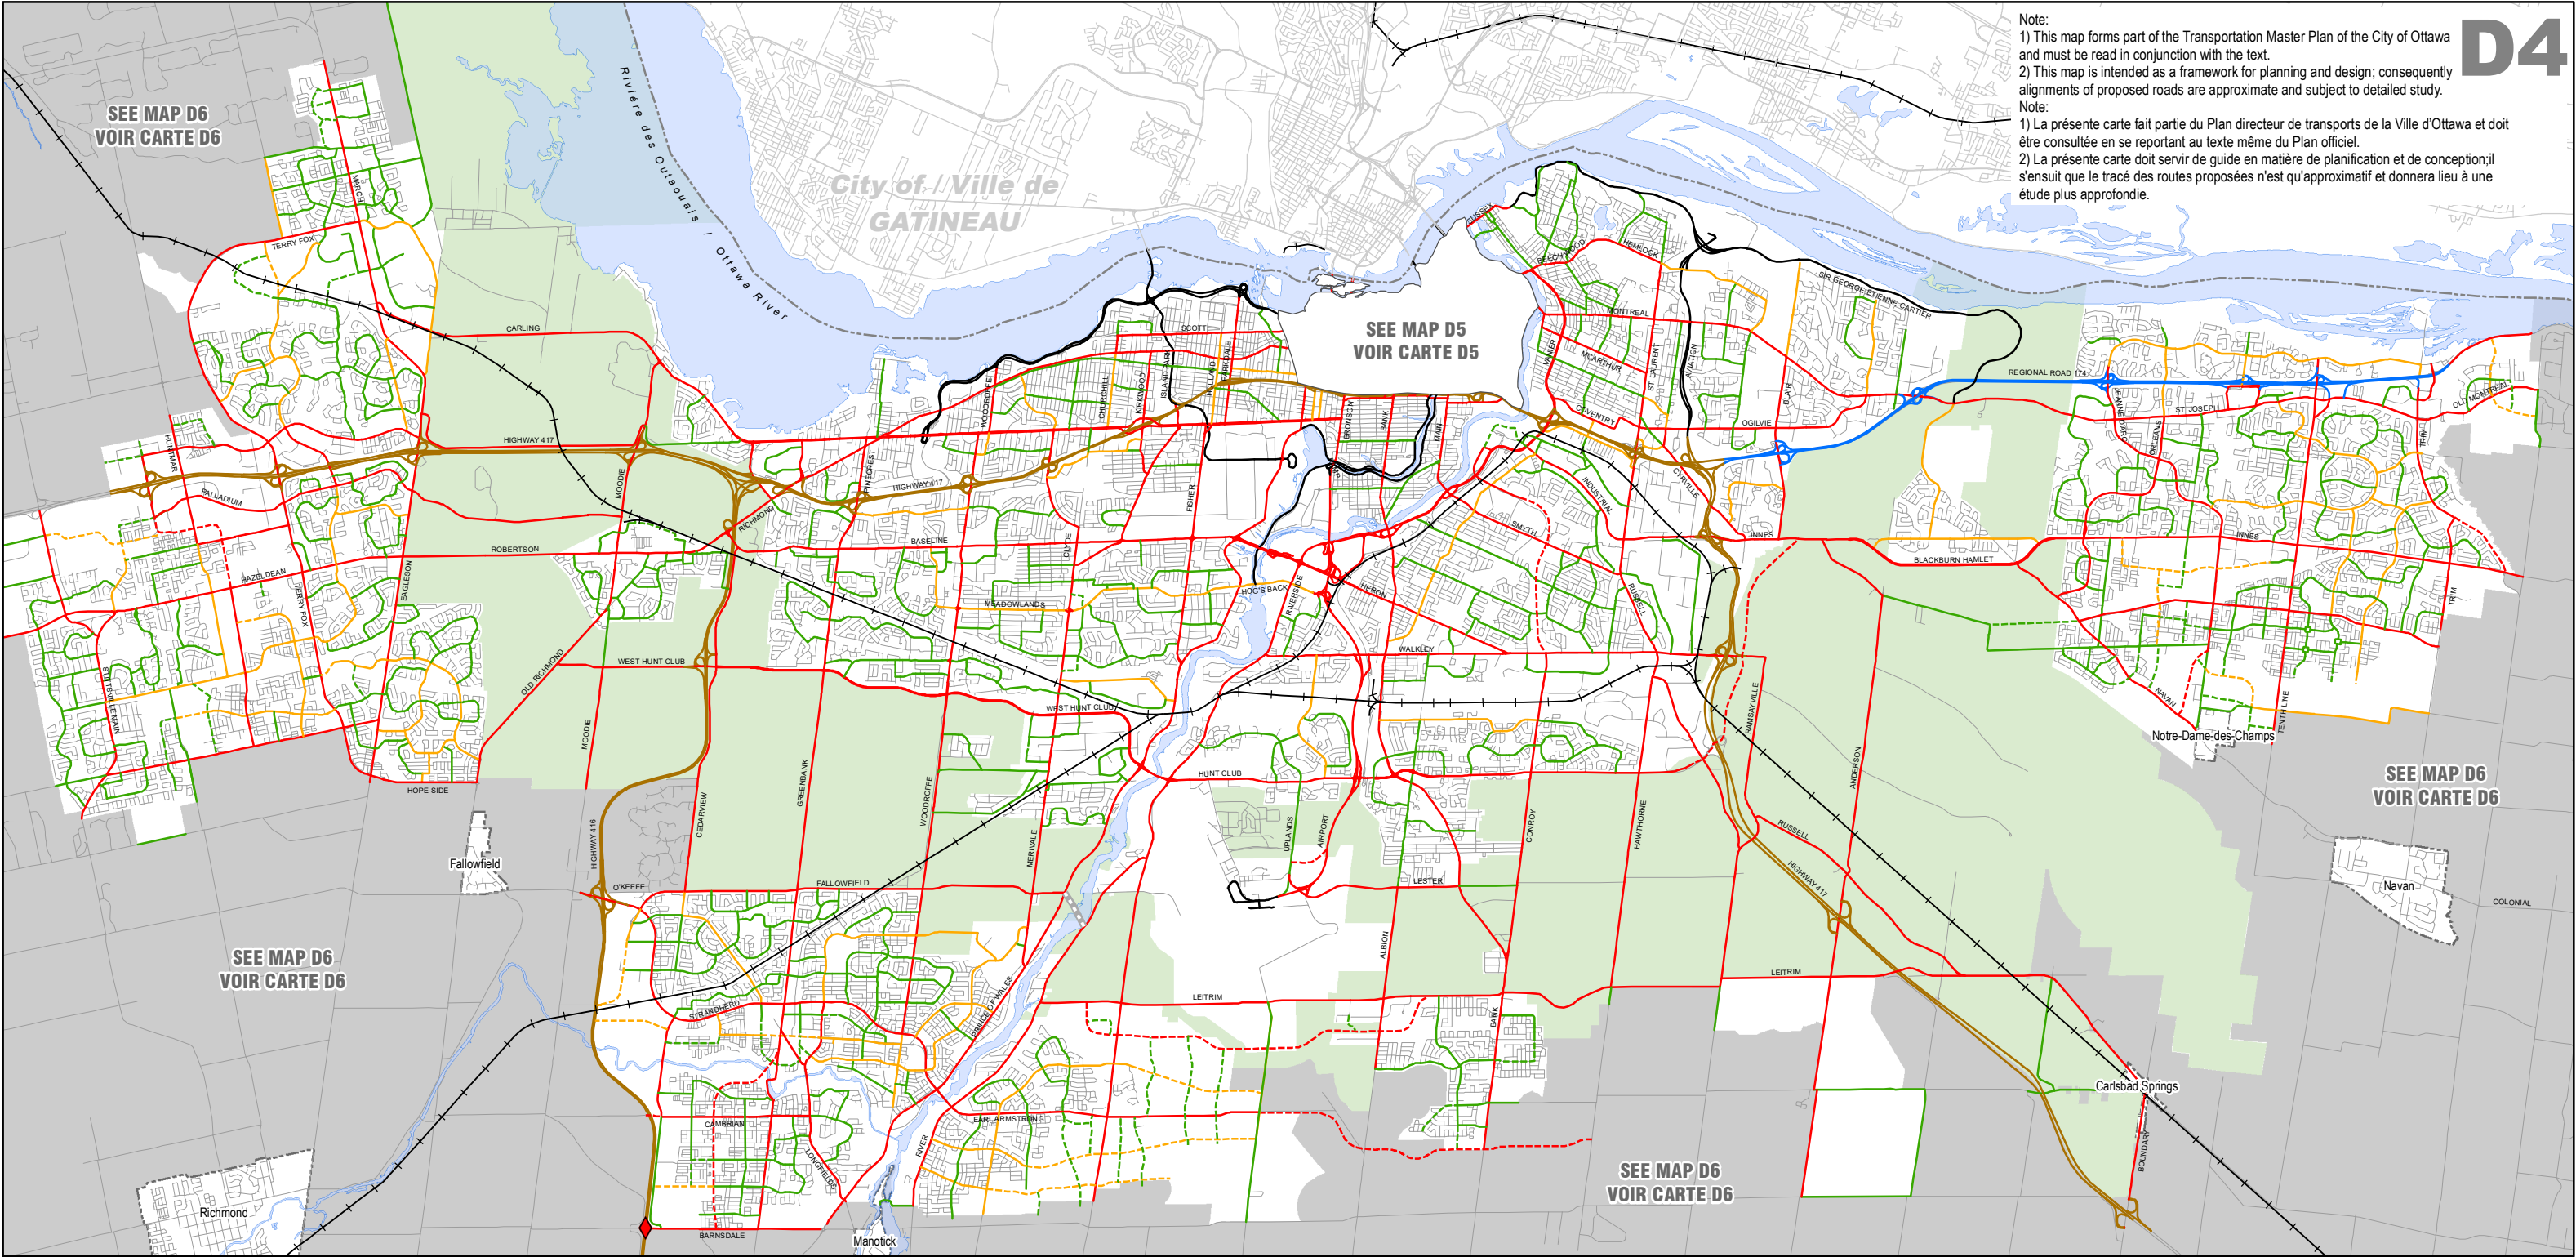 Note:
1) This map forms part of the Transportation Master Plan of the City of Ottawa
and must be read in conjunction with the text.
2) This map is intended as a framework for planning and design; consequently
alignments of proposed roads are approximate and subject to detailed study.
Note:
1) La présente carte fait partie du Plan directeur de transports de la Ville d'Ottawa et doit
être consultée en se reportant au texte même du Plan officiel.
2) La présente carte doit servir de guide en matière de planification et de conception;il
s'ensuit que le tracé des routes proposées n'est qu'approximatif et donnera lieu à une
étude plus approfondie.
D4
SEE MAP D6
VOIR CARTE D6
Rivière des Outaouais / Ottawa River
City of / Ville de
GATINEAU
MARCH
TERRY FOX
SUSSEX
BEECHWOOD
HEMLOCK
SIR-GEORGE-ÉTIENNE-CARTIER
CARLING
SCOTT
SEE MAP D5
VOIR CARTE D5
MONTREAL
VANIER
MCARTHUR
ST. LAURENT
AVIATION
BLAIR
REGIONAL ROAD 174
OLD MONTREAL
WOODROFFE
CHURCHILL
KIRKWOOD
ISLAND PARK
HOLLAND
PARKDALE
BRONSON
BANK
MAIN
COVENTRY
OGILVIE
JEANNE D'ARC
ST. JOSEPH
ORLEANS
TRIM
HUNTMAR
HIGHWAY 417
PALLADIUM
MOODIE
RICHMOND
PINECREST
HIGHWAY 417
FISHER
INDUSTRIAL
CYRVILLE
SMYTH
INNES
BLACKBURN HAMLET
INNES
ROBERTSON
BASELINE
CLYDE
HAZELDEAN
TERRY FOX
EAGLESON
MEADOWLANDS
HOG'S BACK
RIVERSIDE
HERON
RUSSELL
TRIM
STITTSVILLE MAIN
OLD RICHMOND
WEST HUNT CLUB
WALKLEY
WEST HUNT CLUB
RAMSAYVILLE
NAVAN
TENTH LINE
Notre-Dame-des-Champs
MOODIE
HOPE SIDE
HUNT CLUB
ANDERSON
SEE MAP D6
VOIR CARTE D6
HIGHWAY 416
CEDARVIEW
GREENBANK
WOODROFFE
MERIVALE
UPLANDS
AIRPORT
CONROY
HAWTHORNE
RUSSELL
HIGHWAY 417
Fallowfield
O'KEEFE
FALLOWFIELD
LESTER
Navan
COLONIAL
SEE MAP D6
VOIR CARTE D6
ALBION
LEITRIM
STRANDHERD
PRINCE OF WALES
LEITRIM
BANK
Carlsbad Springs
CAMBRIAN
EARL ARMSTRONG
LONGFIELDS
RIVER
BOUNDARY
SEE MAP D6
VOIR CARTE D6
Richmond
BARNSDALE
Manotick